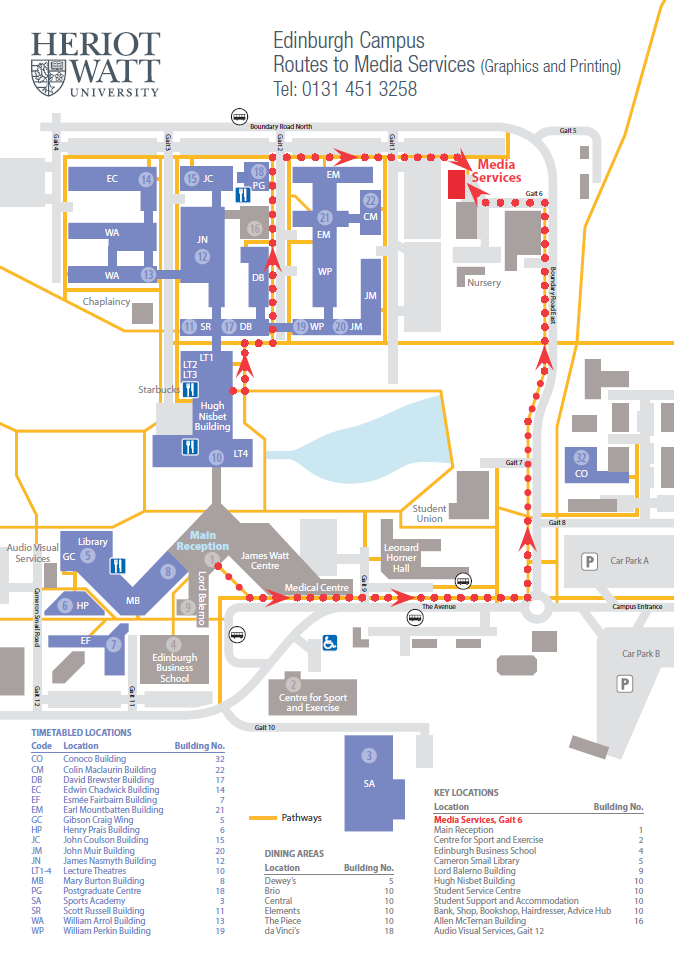 HERIOT
WATT
UNIVERSITY
Edinburgh Campus
Routes to Media Services (Graphics and Printing)
Tel: 0131 451 3258
Boundary Road North
Gait 5
Gait 4
Gait 3
Gait 2
Gait 1
Media
Services
Gait 6
EC
14
15
JC
18
PG
EM
22
CM
WA
JN
12
16
21
EM
WA
13
DB
WP
JM
Nursery
Boundary Road East
Chaplaincy
11
SR
17
DB
19
WP
20
JM
LT1
LT2
LT3
Starbucks
Hugh
Nisbet
Building
10
LT4
32
CO
Gait 7
Student
Union
Gait 8
Main
Reception
1
James Watt
Centre
Leonard
Horner
Hall
P
Car Park A
Library
GC
5
Audio Visual
Services
8
MB
Medical Centre
Gait 9
Lord Balerno
9
6
HP
The Avenue
Campus Entrance
Cameron Smail Road
EF
7
4
Edinburgh
Business
School
Car Park B
P
2
Centre for Sport
and Exercise
Gait 12
Gait 11
Gait 10
3
SA
TIMETABLED LOCATIONS
Code Location Building No.
CO Conoco Building 32
CM Colin Maclaurin Building 22
DB David Brewster Building 17
EC Edwin Chadwick Building 14
EF Esmée Fairbairn Building 7
EM Earl Mountbatten Building 21
GC Gibson Craig Wing 5
HP Henry Prais Building 6
JC John Coulson Building 15
JM John Muir Building 20
JN James Nasmyth Building 12
LT1-4 Lecture Theatres 10
MB Mary Burton Building 8
PG Postgraduate Centre 18
SA Sports Academy 3
SR Scott Russell Building 11
WA William Arrol Building 13
WP William Perkin Building 19
Pathways
DINING AREAS
Location Building No.
Dewey's 5
Brio 10
Central 10
Elements 10
The Piece 10
da Vinci's 18
KEY LOCATIONS
Location Building No.
Media Services, Gait 6
Main Reception 1
Centre for Sport and Exercise 2
Edinburgh Business School 4
Cameron Smail Library 5
Lord Balerno Building 9
Hugh Nisbet Building 10
Student Service Centre 10
Student Support and Accommodation 10
Bank, Shop, Bookshop, Hairdresser, Advice Hub 10
Allen McTernan Building 16
Audio Visual Services, Gait 12